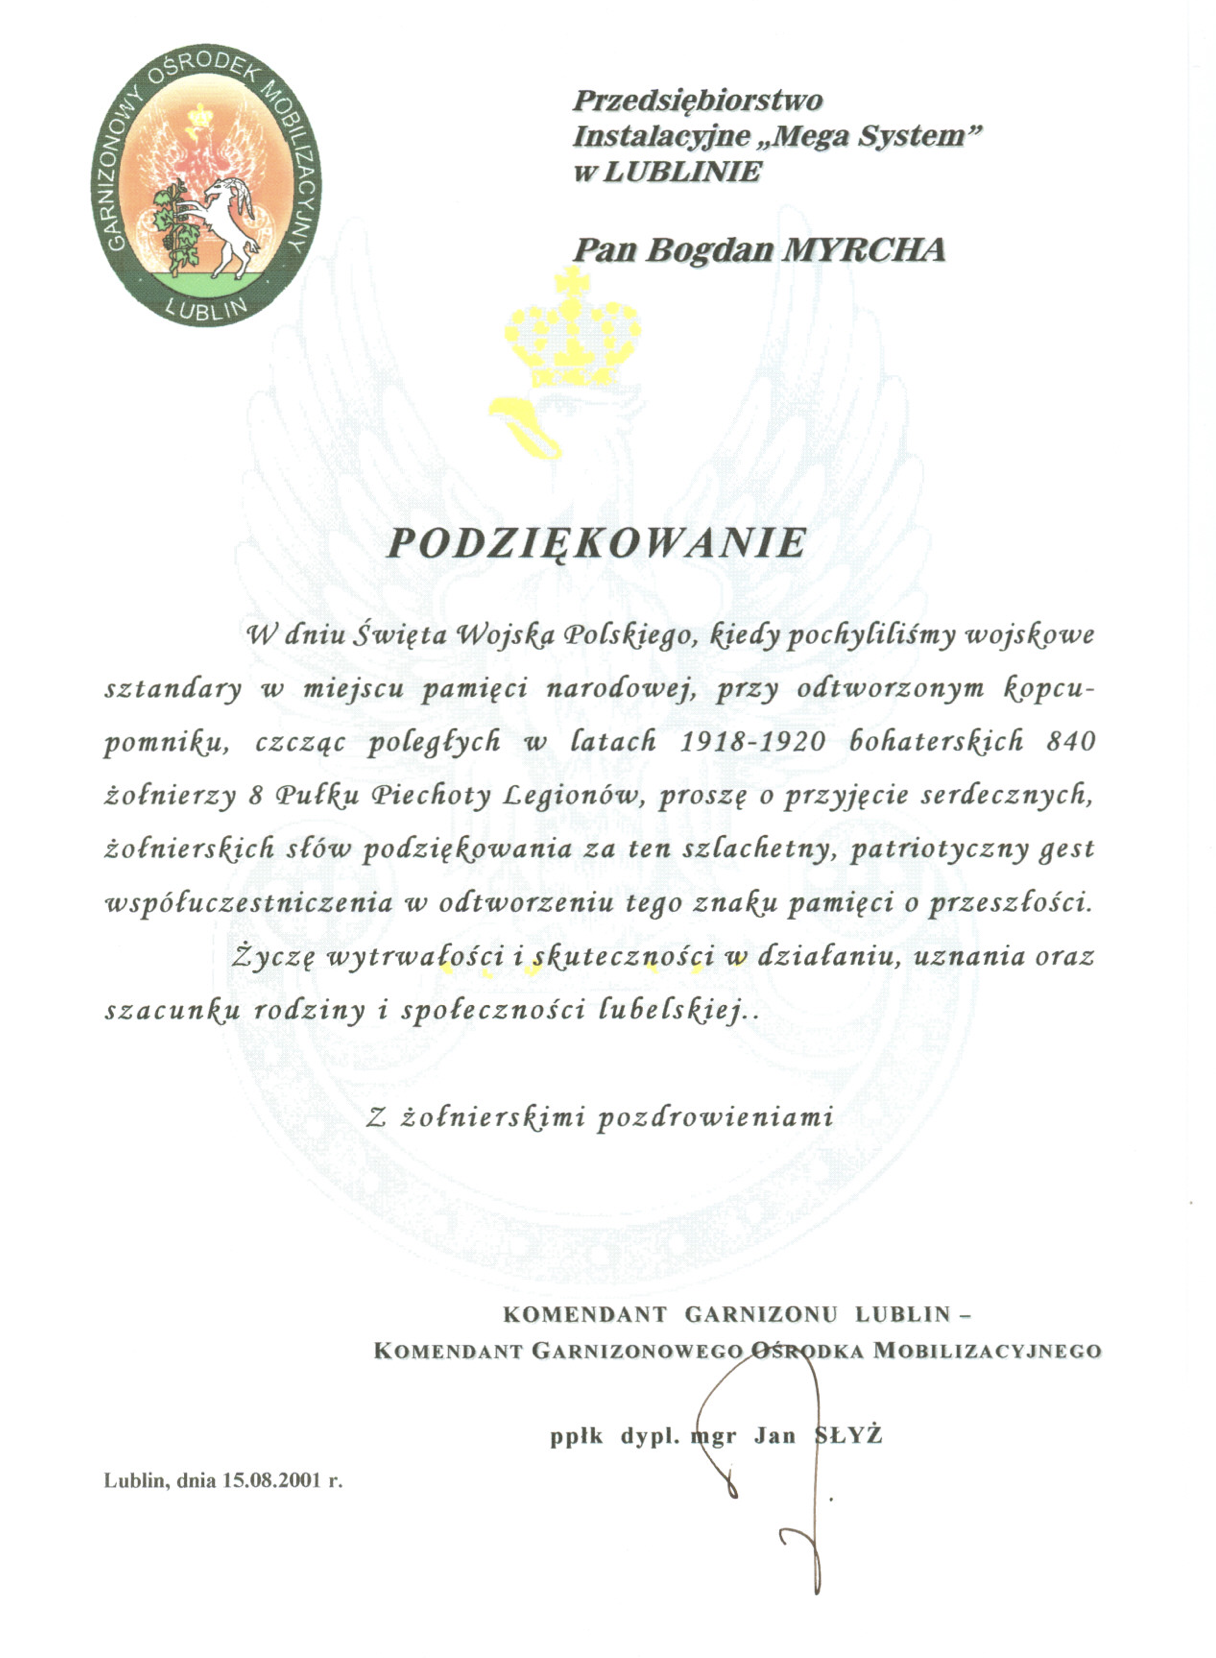 GARNIZONOWY OŚRODEK MOBILIZACYJNY
LUBLIN
Przedsiębiorstwo
Instalacyjne „Mega System”
w LUBLINIE
Pan Bogdan MYRCHA
PODZIĘKOWANIE
W dniu Święta Wojska Polskiego, kiedy pochyliliśmy wojskowe
sztandary w miejscu pamięci narodowej, przy odtworzonym kopcu-
pomniku, czcząc poległych w latach 1918-1920 bohaterskich 840
żołnierzy 8 Pułku Piechoty Legionów, proszę o przyjęcie serdecznych,
żołnierskich słów podziękowania za ten szlachetny, patriotyczny gest
współuczestniczenia w odtworzeniu tego znaku pamięci o przeszłości.
Życzę wytrwałości i skuteczności w działaniu, uznania oraz
szacunku rodziny i społeczności lubelskiej..
Z żołnierskimi pozdrowieniami
KOMENDANT GARNIZONU LUBLIN –
KOMENDANT GARNIZONOWEGO OŚRODKA MOBILIZACYJNEGO
ppłk dypl. mgr Jan SŁYŻ
Lublin, dnia 15.08.2001 r.